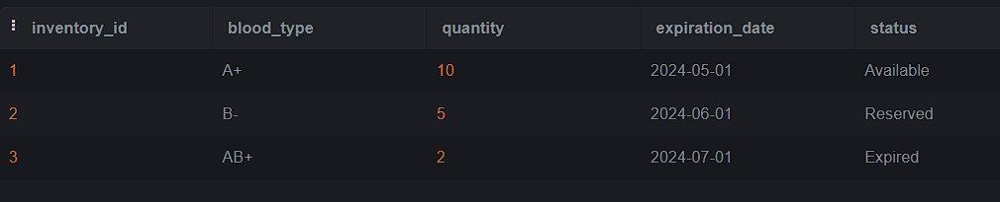 inventory_id blood_type quantity expiration_date status
1 A+ 10 2024-05-01 Available
2 B- 5 2024-06-01 Reserved
3 AB+ 2 2024-07-01 Expired